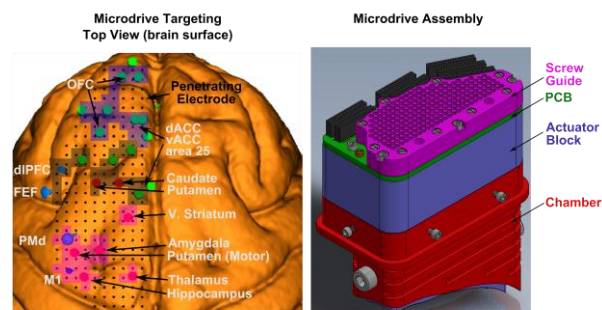 Microdrive Targeting
Top View (brain surface)
OFC
Penetrating
Electrode
dACC
vACC
area 25
dlPFC
FEF
Caudate
Putamen
V. Striatum
PMd
Amygdala
Putamen (Motor)
M1
Thalamus
Hippocampus
Microdrive Assembly
Screw
Guide
PCB
Actuator
Block
Chamber